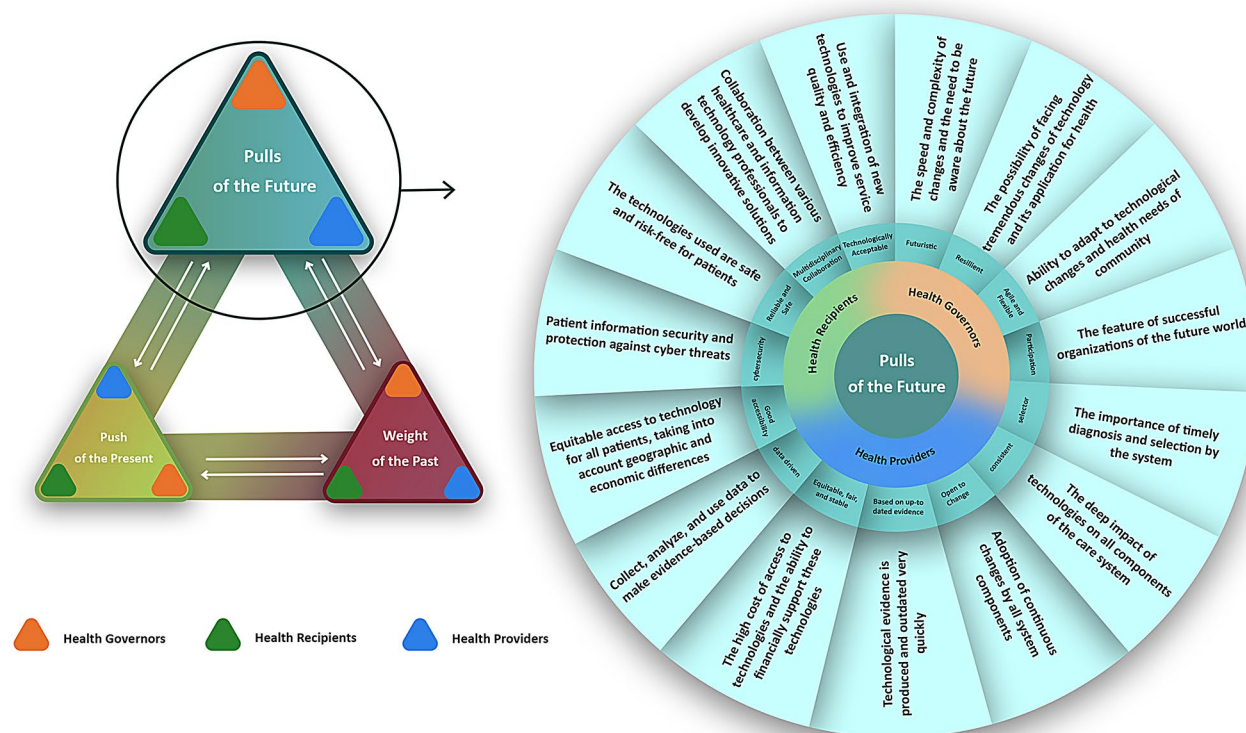 Pulls
of the Future
Push
of the Present
Weight
of the Past
Health Governors
Health Recipients
Health Providers
Pulls
of the Future
Health Governors
Health Providers
Health Recipients
Futuristic
Resilient
Agile and
Flexible
Participation
selector
consistent
Open to
Change
Based on up-to
dated evidence
Equitable, fair,
and stable
data driven
Good
accessibility
cybersecurity
Reliable and
Safe
Multidisciplinary
Collaboration
Technologically
Acceptable
The speed and complexity of
changes and the need to be
aware about the future
The possibility of facing
tremendous changes of technology
and its application for health
Ability to adapt to technological
changes and health needs of
community
The feature of successful
organizations of the future world
The importance of timely
diagnosis and selection by
the system
The deep impact of
technologies on all components
of the care system
Adoption of continuous
changes by all system
components
Technological evidence is
produced and outdated very
quickly
The high cost of access to
technologies and the ability to
financially support these
technologies
Collect, analyze, and use data to
make evidence-based decisions
Equitable access to technology
for all patients, taking into
account geographic and
economic differences
Patient information security and
protection against cyber threats
The technologies used are safe
and risk-free for patients
Collaboration between various
healthcare and information
technology professionals to
develop innovative solutions
Use and integration of new
technologies to improve service
quality and efficiency